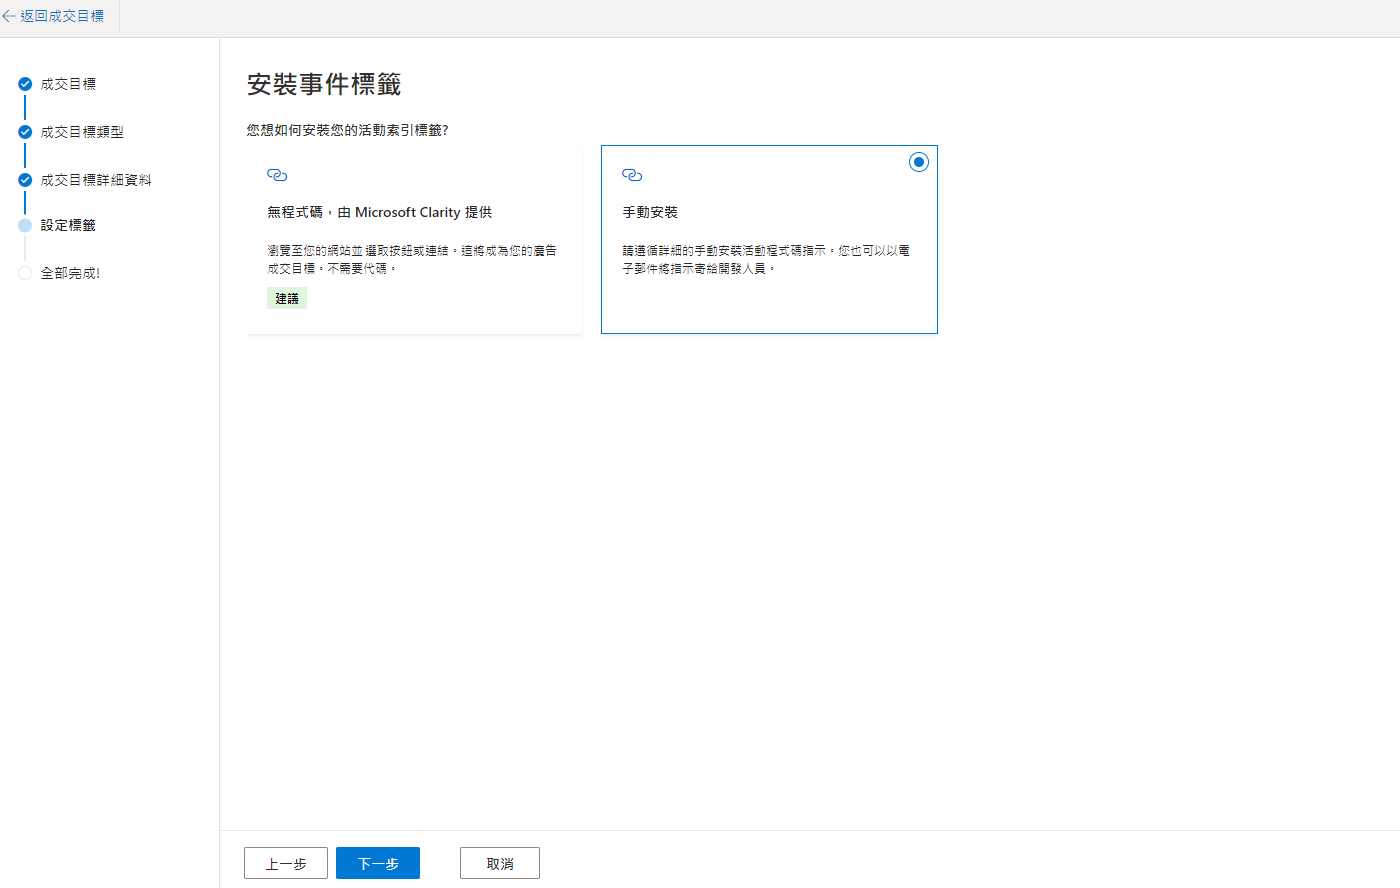 返回成交目標
成交目標
成交目標類型
成交目標詳細資料
設定標籤
全部完成!
安裝事件標籤
您想如何安裝您的活動索引標籤?
無程式碼，由 Microsoft Clarity 提供
瀏覽至您的網站並選取按鈕或連結。這將成為您的廣告
成交目標。不需要代碼。
建議
手動安裝
請遵循詳細的手動安裝活動程式碼指示。您也可以以電
子郵件將指示寄給開發人員。
上一步
下一步
取消